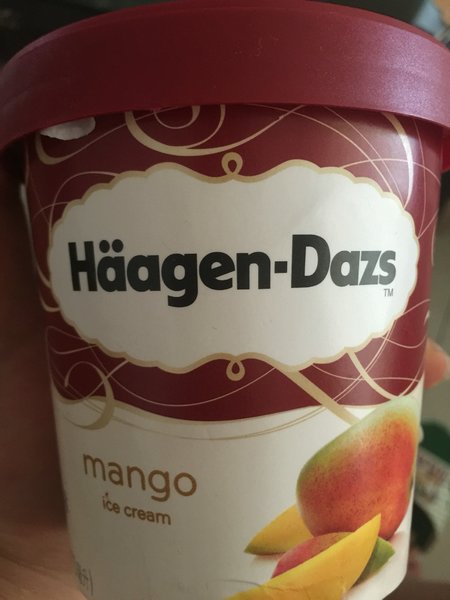 Häagen-Dazs
TM
mango
ice cream